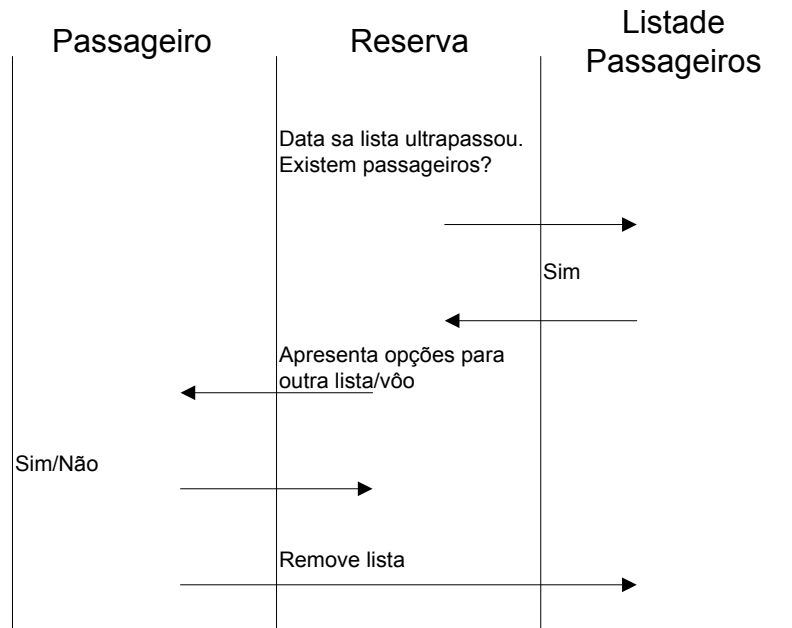 Passageiro
Reserva
Listade
Passageiros
Data sa lista ultrapassou.
Existem passageiros?
Sim
Apresenta opções para
outra lista/vôo
Sim/Não
Remove lista